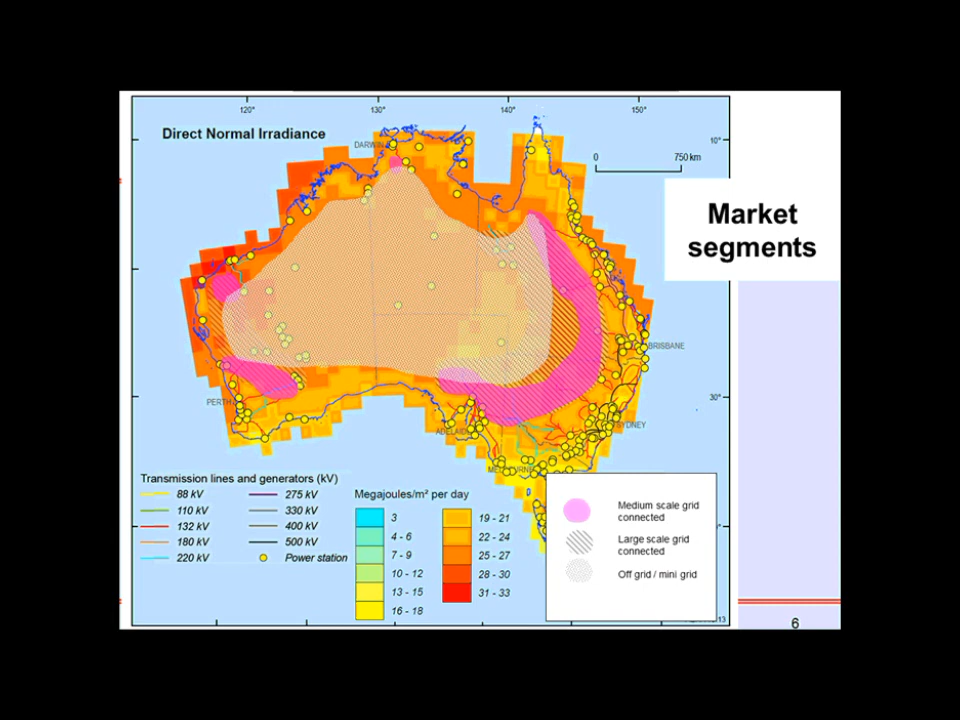 120°
130°
140°
150°
Direct Normal Irradiance
DARWIN
10°
0
750 km
Market
segments
BRISBANE
30°
PERTH
SYDNEY
ADELAIDE
Transmission lines and generators (kV)
88 kV
110 kV
132 kV
180 kV
220 kV
275 kV
330 kV
400 kV
500 kV
Power station
Megajoules/m² per day
3
4 - 6
7 - 9
10 - 12
13 - 15
16 - 18
19 - 21
22 - 24
25 - 27
28 - 30
31 - 33
Medium scale grid
connected
Large scale grid
connected
Off grid / mini grid
6